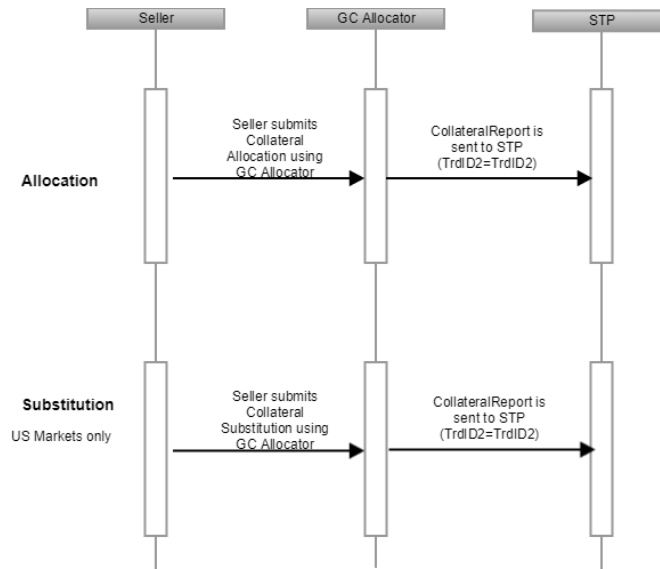 Seller
GC Allocator
STP
Seller submits
Collateral
Allocation using
GC Allocator
CollateralReport is
sent to STP
(TrdID2=TrdID2)
Allocation
Seller submits
Collateral
Substitution using
GC Allocator
CollateralReport is
sent to STP
(TrdID2=TrdID2)
Substitution
US Markets only